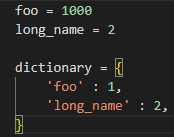 foo = 1000
long_name = 2

dictionary = {
    'foo' : 1,
    'long_name' : 2,
}